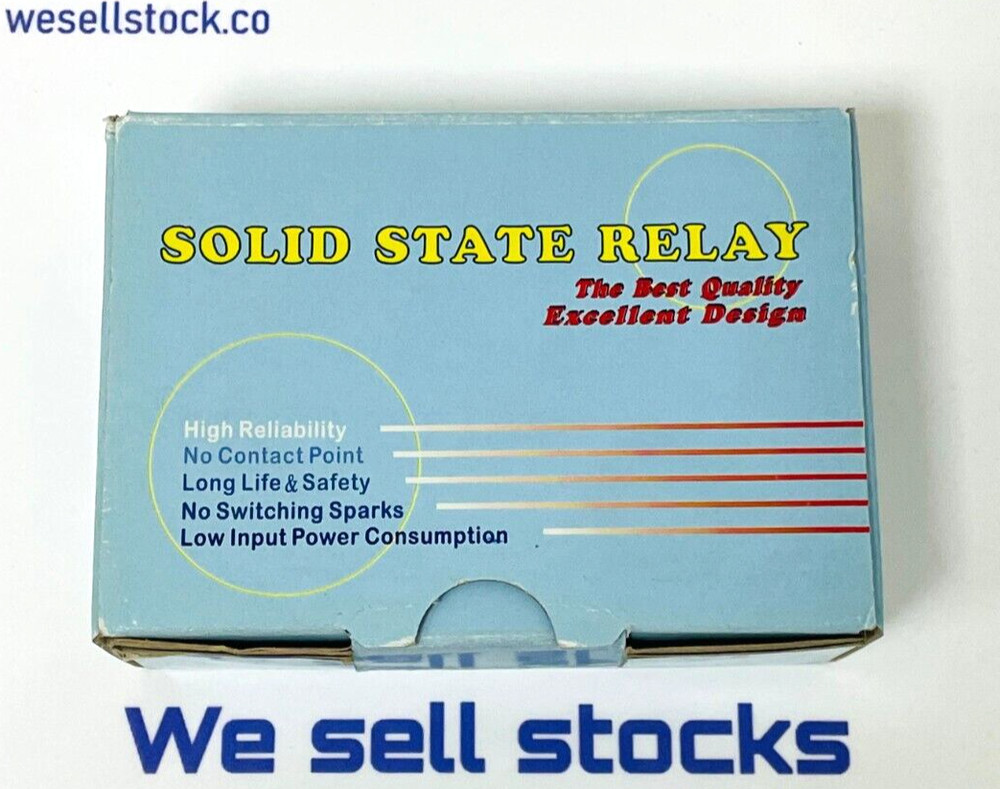 wesellstock.co
SOLID STATE RELAY
The Best Quality
Excellent Design
High Reliability
No Contact Point
Long Life & Safety
No Switching Sparks
Low Input Power Consumption
We sell stocks